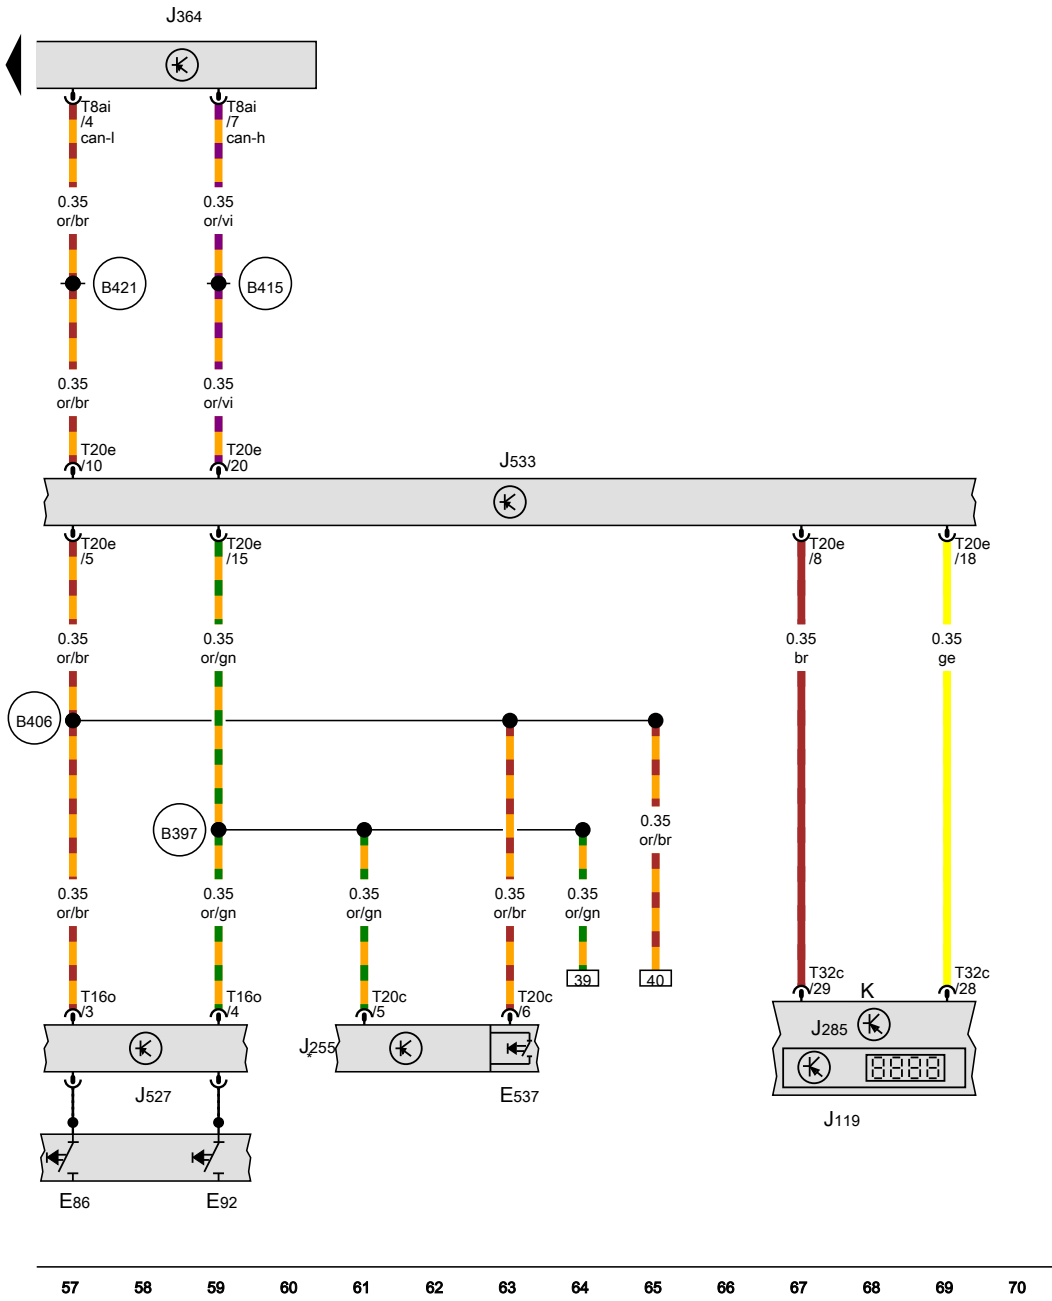 J364
T8ai
/4
can-l
T8ai
/7
can-h
0.35
or/br
0.35
or/vi
B421
B415
0.35
or/br
0.35
or/vi
T20e
/10
T20e
/20
J533
T20e
/5
T20e
/15
T20e
/8
T20e
/18
0.35
or/br
0.35
or/gn
0.35
br
0.35
ge
B406
B397
0.35
or/br
0.35
or/br
0.35
or/gn
0.35
or/gn
0.35
or/br
0.35
or/gn
39
40
T16o
/3
T16o
/4
T20c
/5
T20c
/6
T32c
/29
K
T32c
/28
J285
J255
*
J527
E537
8888
J119
E86
E92
57 58 59 60 61 62 63 64 65 66 67 68 69 70